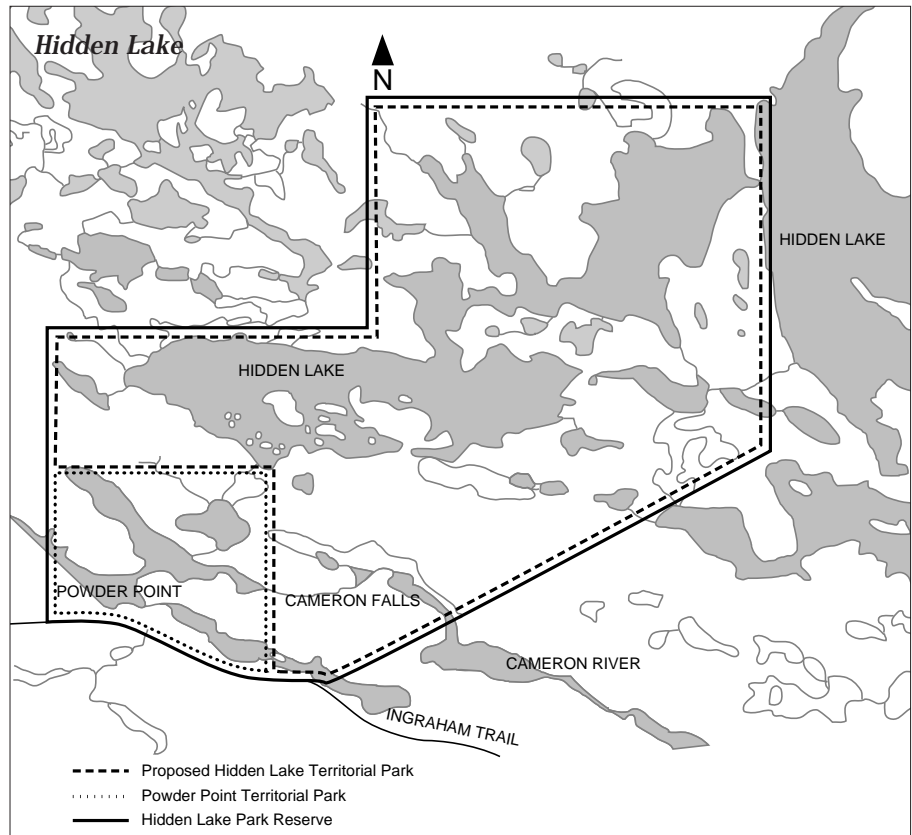 Hidden Lake
N
HIDDEN LAKE
HIDDEN LAKE
POWDER POINT
CAMERON FALLS
CAMERON RIVER
INGRAHAM TRAIL
Proposed Hidden Lake Territorial Park
Powder Point Territorial Park
Hidden Lake Park Reserve